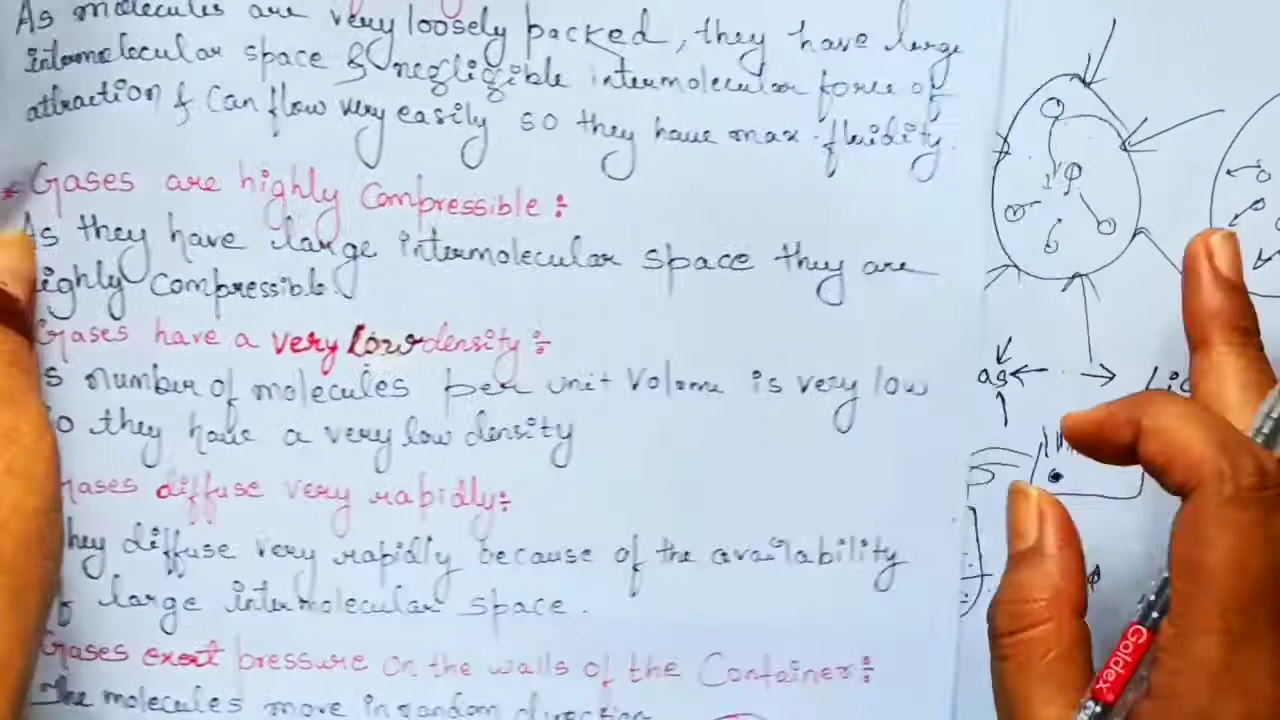 As molecules are very loosely packed, they have large
intermolecular space & negligible intermolecular force of
attraction & can flow very easily so they have max. fluidity.
* Gases are highly compressible:
As they have large intermolecular space they are
highly compressible.
Gases have a very low density:
s number of molecules per unit volume is very low
so they have a very low density
Gases diffuse very rapidly:
They diffuse very rapidly because of the availability
of large intermolecular space.
Gases exert pressure on the walls of the container:
The molecules move in random direction
ag
Goldex